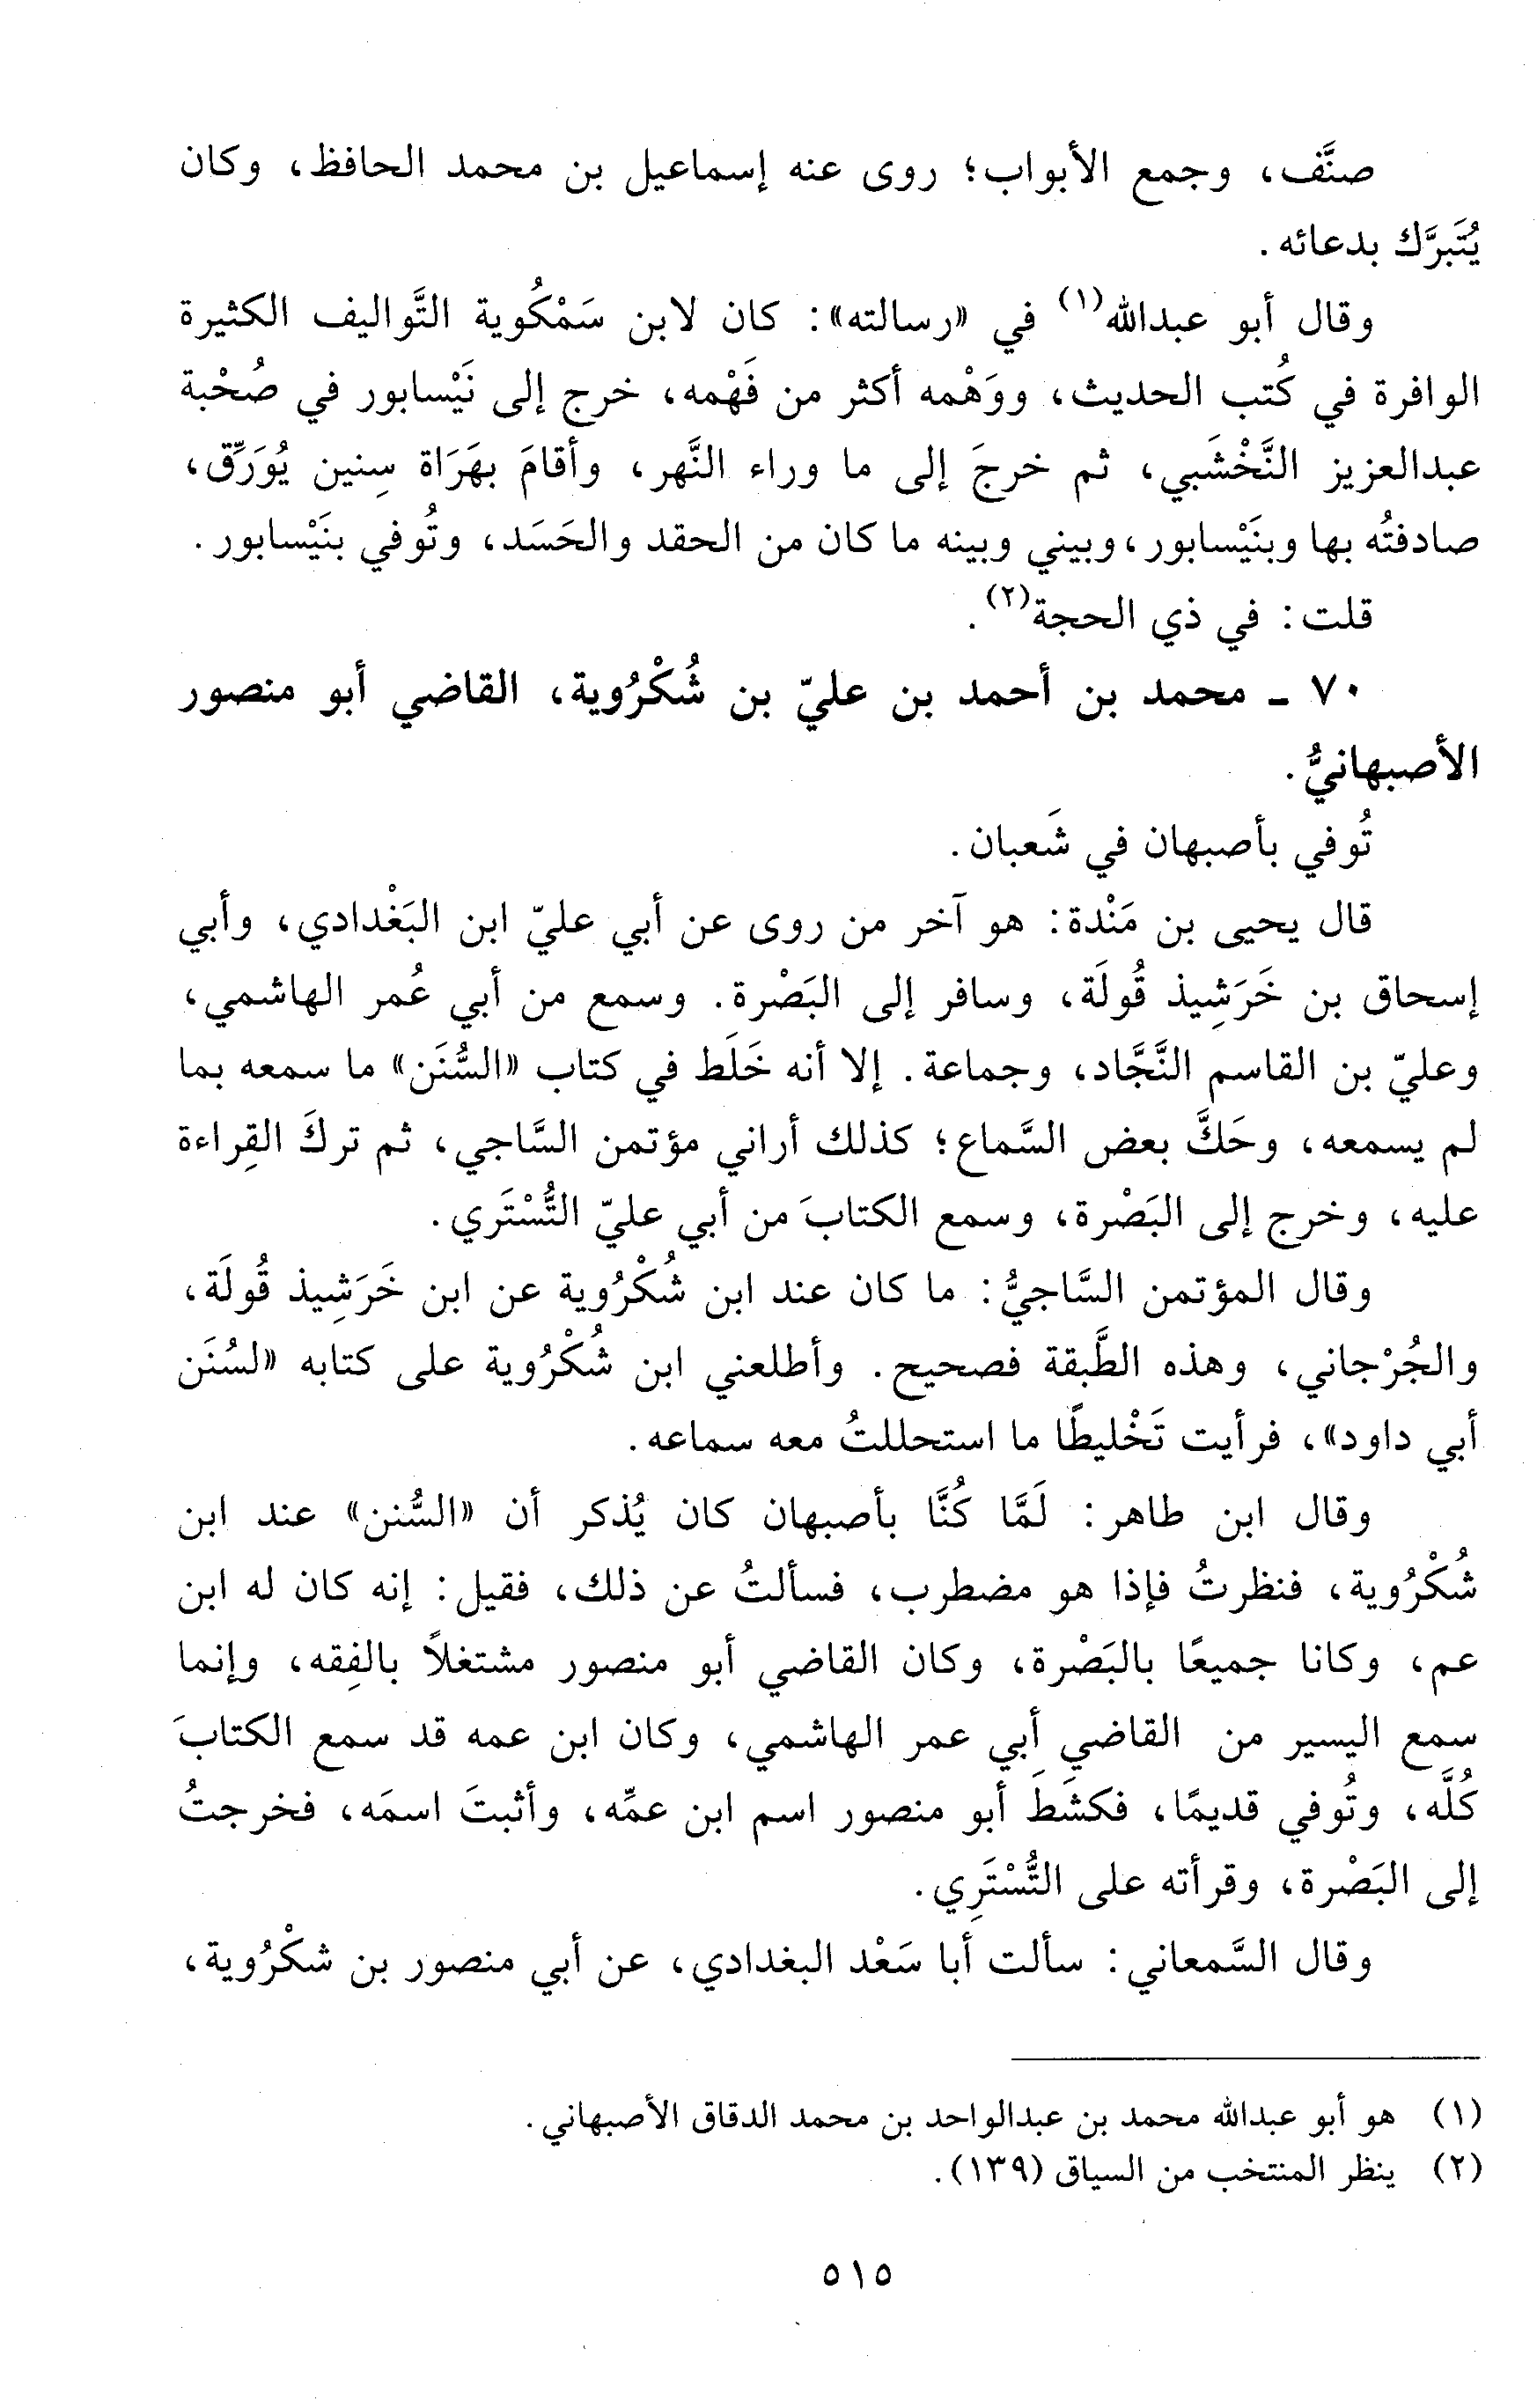 صنَّف، وجمع الأبواب؛ روى عنه إسماعيل بن محمد الحافظ، وكان
يُتَبرَّك بدعائه.
وقال أبو عبدالله(١) في «رسالته»: كان لابن سَمْكُوية التَّواليف الكثيرة
الوافرة في كُتب الحديث، ووَهْمه أكثر من فَهْمه، خرج إلى نَيْسابور في صُحْبة
عبدالعزيز النَّخْشَبي، ثم خرجَ إلى ما وراء النَّهر، وأقامَ بهَرَاة سِنين يُوَرِّق،
صادفتُه بها وبنَيْسابور، وبيني وبينه ما كان من الحقد والحَسَد، وتُوفي بنَيْسابور.
قلت: في ذي الحجة(٢).
٧٠ ـ محمد بن أحمد بن عليّ بن شُكْرُوية، القاضي أبو منصور
الأصبهانيُّ.
تُوفي بأصبهان في شَعبان.
قال يحيى بن مَنْدة: هو آخر من روى عن أبي عليّ ابن البَغْدادي، وأبي
إسحاق بن خَرَشِيذ قُولَة، وسافر إلى البَصْرة. وسمع من أبي عُمر الهاشمي،
وعليّ بن القاسم النَّجَّاد، وجماعة. إلا أنه خَلَط في كتاب «السُّنَن» ما سمعه بما
لم يسمعه، وحَكَّ بعض السَّماع؛ كذلك أراني مؤتمن السَّاجي، ثم تركَ القِراءة
عليه، وخرج إلى البَصْرة، وسمع الكتابَ من أبي عليّ التُّسْتَري.
وقال المؤتمن السَّاجيُّ: ما كان عند ابن شُكْرُوية عن ابن خَرَشِيذ قُولَة،
والجُرْجاني، وهذه الطَّبقة فصحيح. وأطلعني ابن شُكْرُوية على كتابه «لسُنَن
أبي داود»، فرأيت تَخْليطًا ما استحللتُ معه سماعه.
وقال ابن طاهر: لَمَّا كُنَّا بأصبهان كان يُذكر أن «السُّنن» عند ابن
شُكْرُوية، فنظرتُ فإذا هو مضطرب، فسألتُ عن ذلك، فقيل: إنه كان له ابن
عم، وكانا جميعًا بالبَصْرة، وكان القاضي أبو منصور مشتغلاً بالفِقه، وإنما
سمع اليسير من القاضي أبي عمر الهاشمي، وكان ابن عمه قد سمع الكتابَ
كُلَّه، وتُوفي قديمًا، فكشَطَ أبو منصور اسم ابن عمِّه، وأثبتَ اسمَه، فخرجتُ
إلى البَصْرة، وقرأته على التُّسْتَرِي.
وقال السَّمعاني: سألت أبا سَعْد البغدادي، عن أبي منصور بن شكْرُوية،
(١) هو أبو عبدالله محمد بن عبدالواحد بن محمد الدقاق الأصبهاني.
(٢) ينظر المنتخب من السياق (١٣٩).
٥١٥